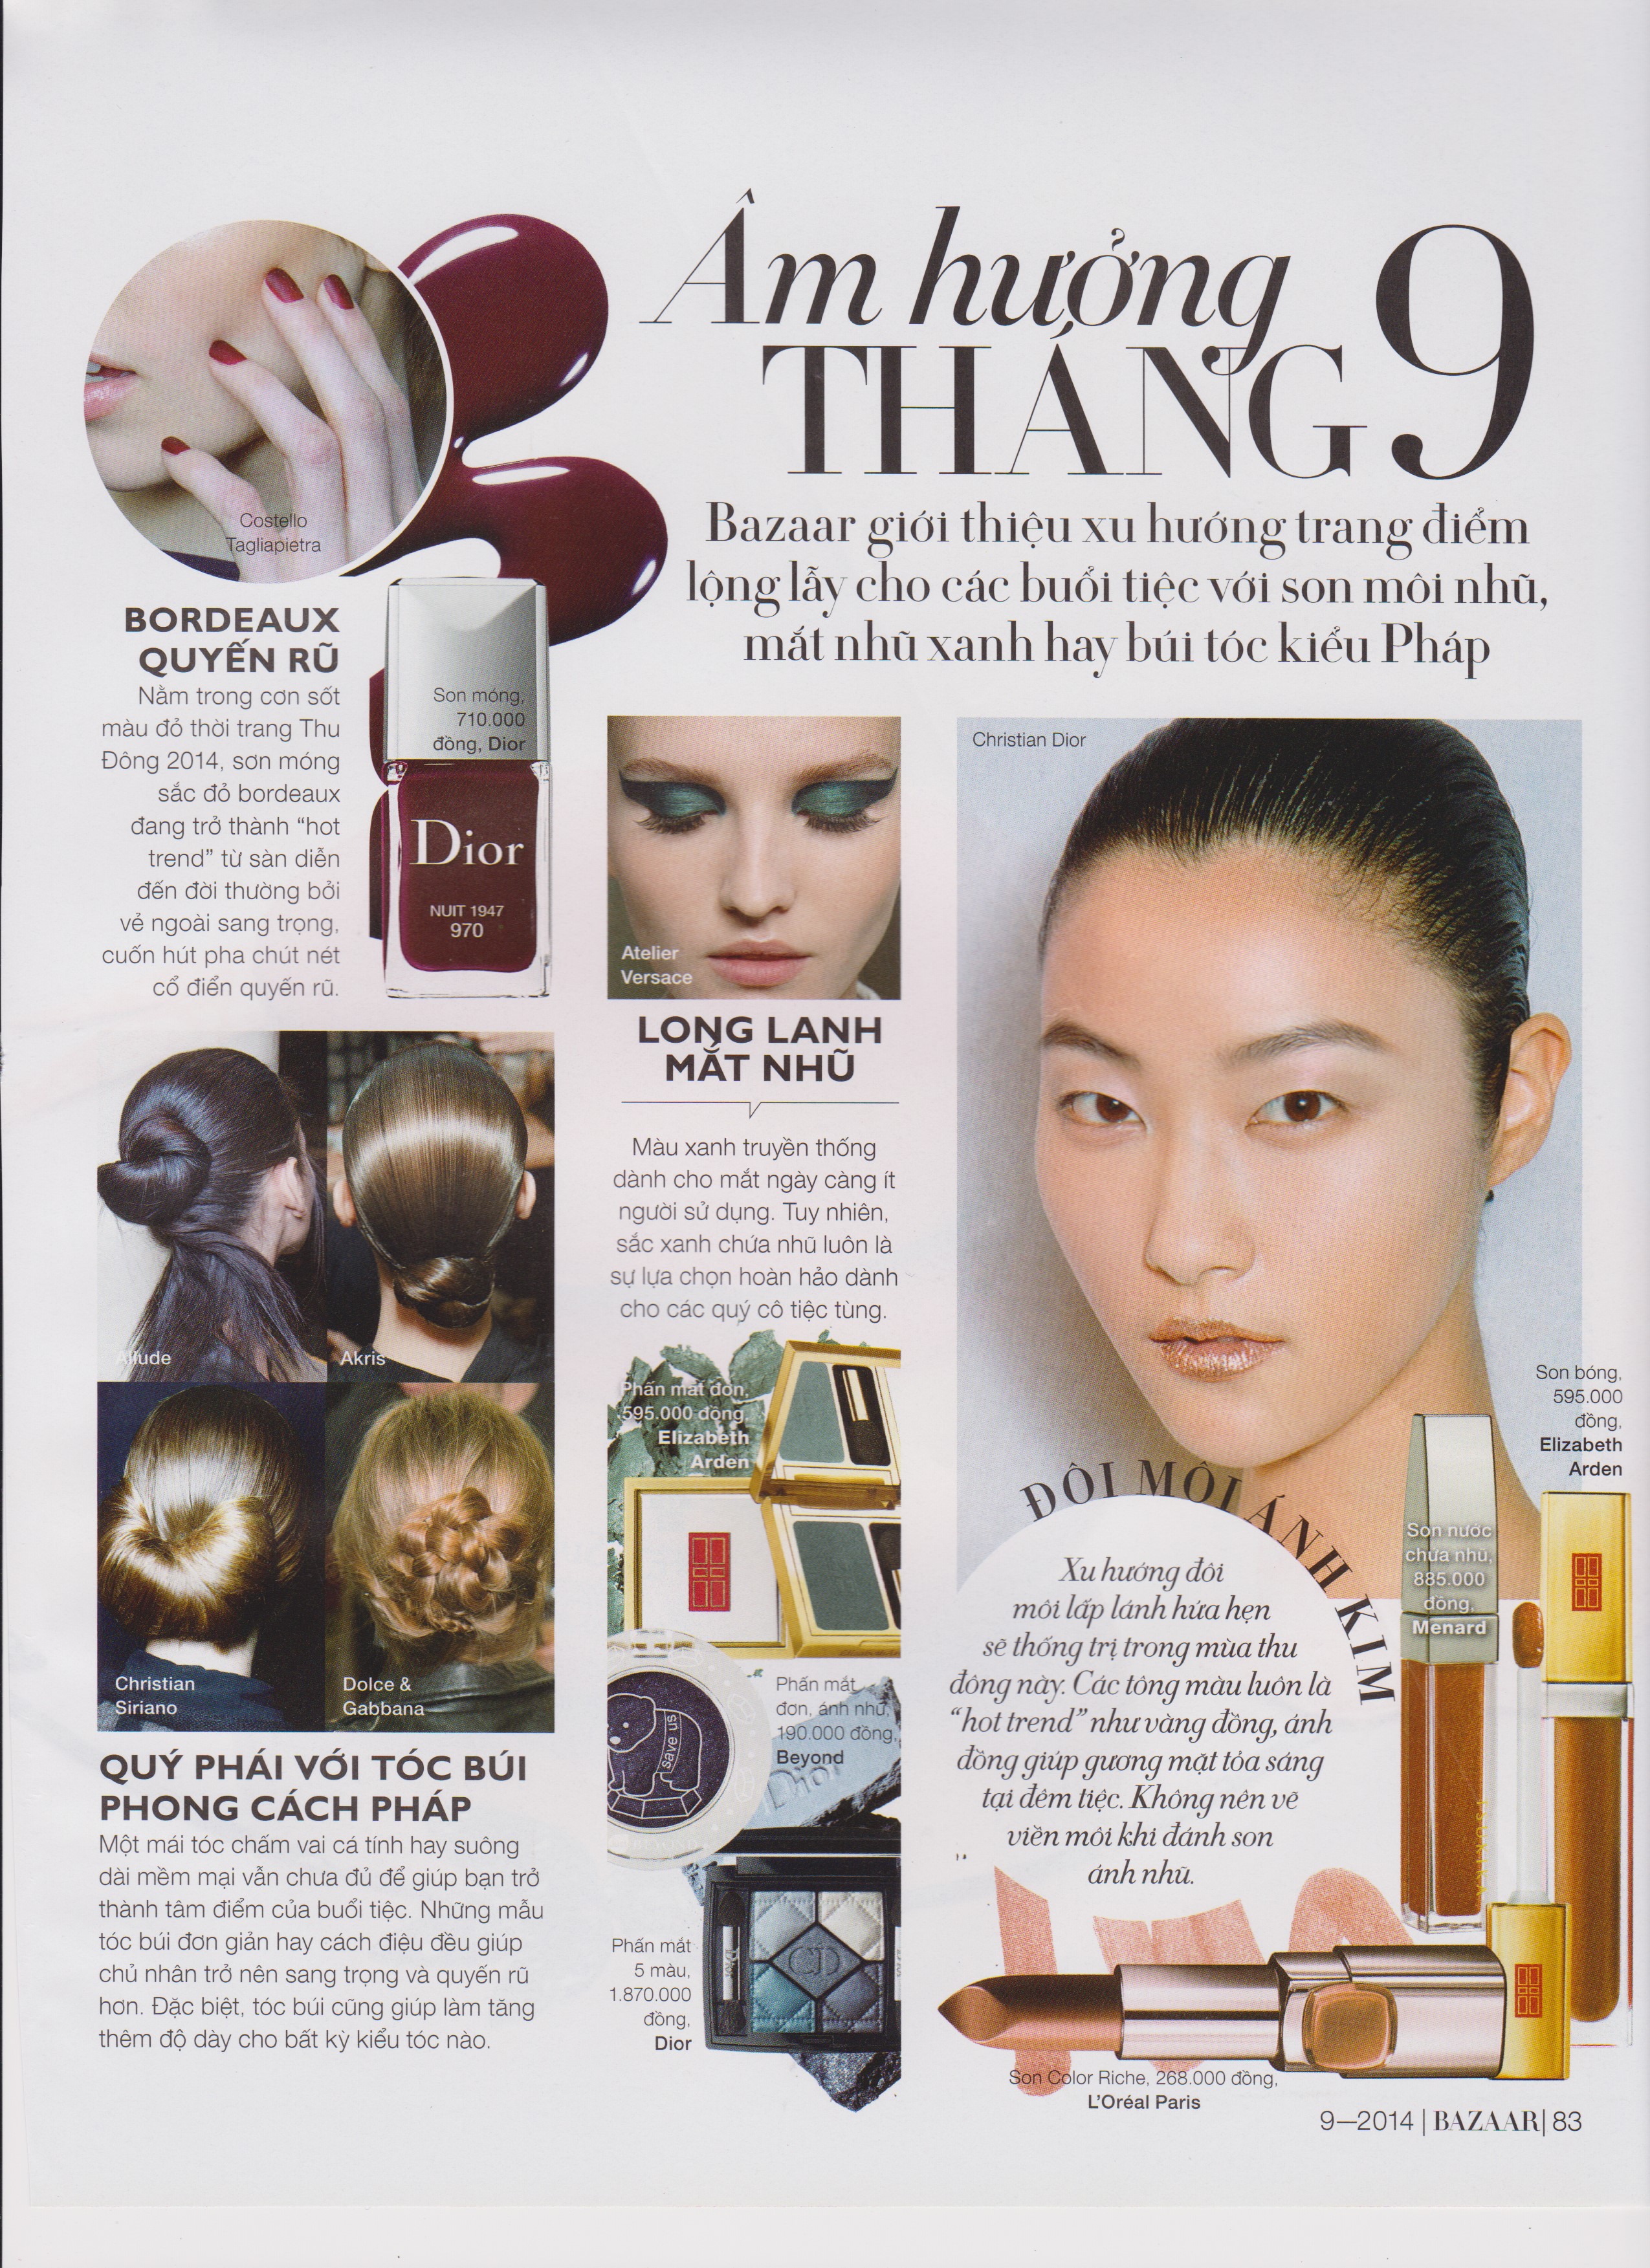 Âm hưởng
THÁNG 9
Bazaar giới thiệu xu hướng trang điểm
lộng lẫy cho các buổi tiệc với son môi nhũ,
mắt nhũ xanh hay búi tóc kiểu Pháp
Costello
Tagliapietra
BORDEAUX
QUYẾN RŨ
Nằm trong cơn sốt
màu đỏ thời trang Thu
Đông 2014, sơn móng
sắc đỏ bordeaux
đang trở thành “hot
trend” từ sàn diễn
đến đời thường bởi
vẻ ngoài sang trọng,
cuốn hút pha chút nét
cổ điển quyến rũ.
Son móng,
710.000
đồng, Dior
Dior
NUIT 1947
970
Allude
Akris
Christian
Siriano
Dolce &
Gabbana
QUÝ PHÁI VỚI TÓC BÚI
PHONG CÁCH PHÁP
Một mái tóc chấm vai cá tính hay suông
dài mềm mại vẫn chưa đủ để giúp bạn trở
thành tâm điểm của buổi tiệc. Những mẫu
tóc búi đơn giản hay cách điệu đều giúp
chủ nhân trở nên sang trọng và quyến rũ
hơn. Đặc biệt, tóc búi cũng giúp làm tăng
thêm độ dày cho bất kỳ kiểu tóc nào.
Atelier
Versace
LONG LANH
MẮT NHŨ
Màu xanh truyền thống
dành cho mắt ngày càng ít
người sử dụng. Tuy nhiên,
sắc xanh chứa nhũ luôn là
sự lựa chọn hoàn hảo dành
cho các quý cô tiệc tùng.
Phấn mắt đơn,
595.000 đồng,
Elizabeth
Arden
save us
Phấn mắt
đơn, ánh nhũ,
190.000 đồng,
Beyond
Dior
Phấn mắt
5 màu,
1.870.000
đồng,
Dior
CD
Dior
Christian Dior
ĐÔI MÔI ÁNH KIM
Xu hướng đôi
môi lấp lánh hứa hẹn
sẽ thống trị trong mùa thu
đông này. Các tông màu luôn là
“hot trend” như vàng đồng, ánh
đồng giúp gương mặt tỏa sáng
tại đêm tiệc. Không nên vẽ
viền môi khi đánh son
ánh nhũ.
Son bóng,
595.000
đồng,
Elizabeth
Arden
Son nước
chứa nhũ,
885.000
đồng,
Menard
Son Color Riche, 268.000 đồng,
L’Oréal Paris
9—2014 | BAZAAR | 83